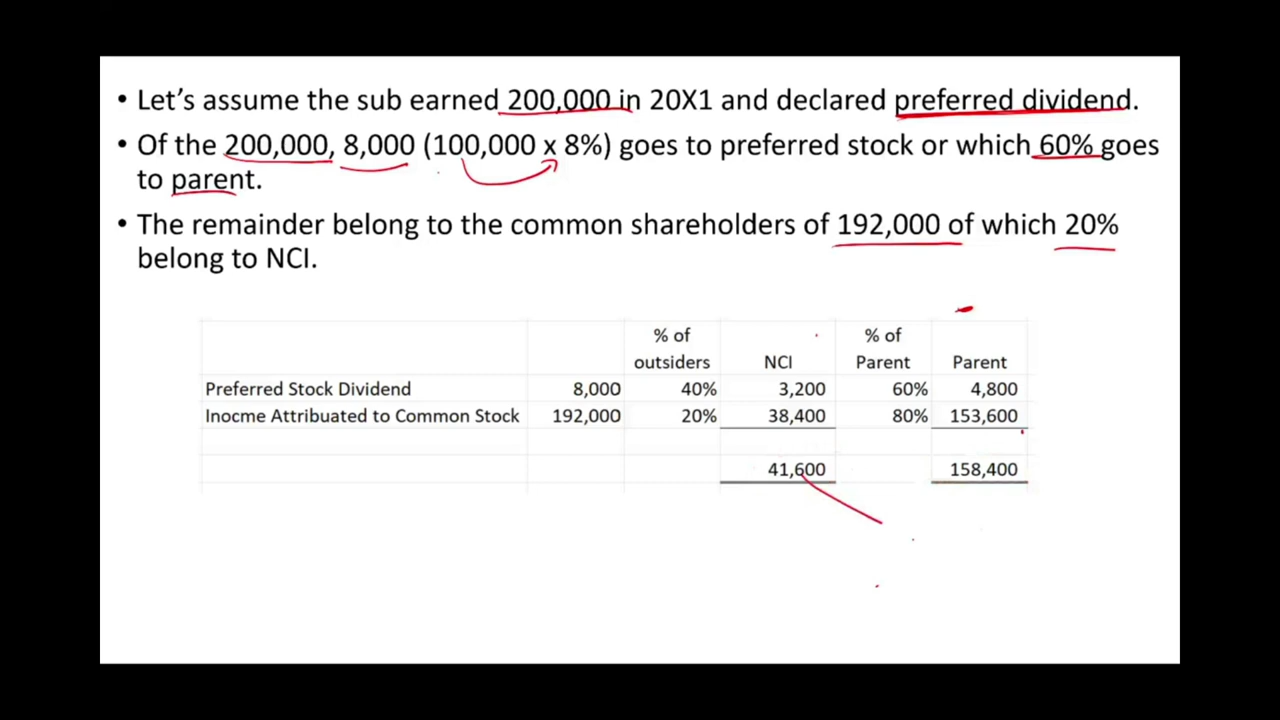 • Let’s assume the sub earned 200,000 in 20X1 and declared preferred dividend.
• Of the 200,000, 8,000 (100,000 x 8%) goes to preferred stock or which 60% goes
to parent.
• The remainder belong to the common shareholders of 192,000 of which 20%
belong to NCI.
% of % of
outsiders NCI Parent Parent
Preferred Stock Dividend 8,000 40% 3,200 60% 4,800
Inocme Attribuated to Common Stock 192,000 20% 38,400 80% 153,600
41,600 158,400